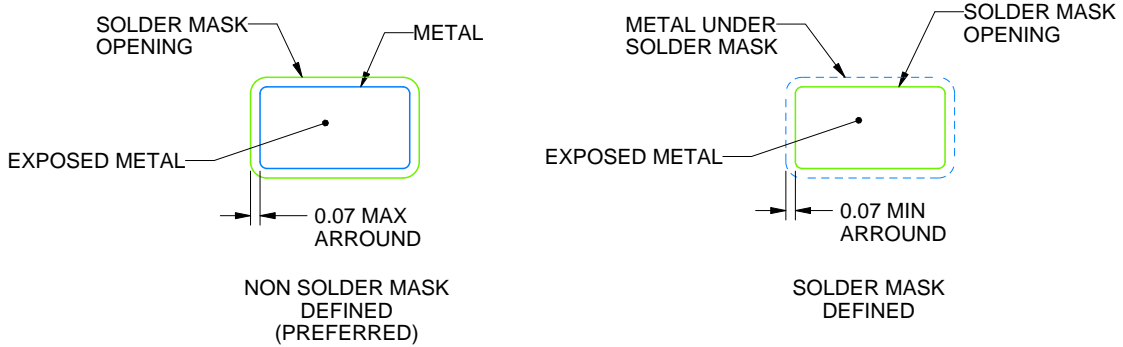 SOLDER MASK
OPENING
METAL
EXPOSED METAL
0.07 MAX
ARROUND
NON SOLDER MASK
DEFINED
(PREFERRED)
METAL UNDER
SOLDER MASK
SOLDER MASK
OPENING
EXPOSED METAL
0.07 MIN
ARROUND
SOLDER MASK
DEFINED